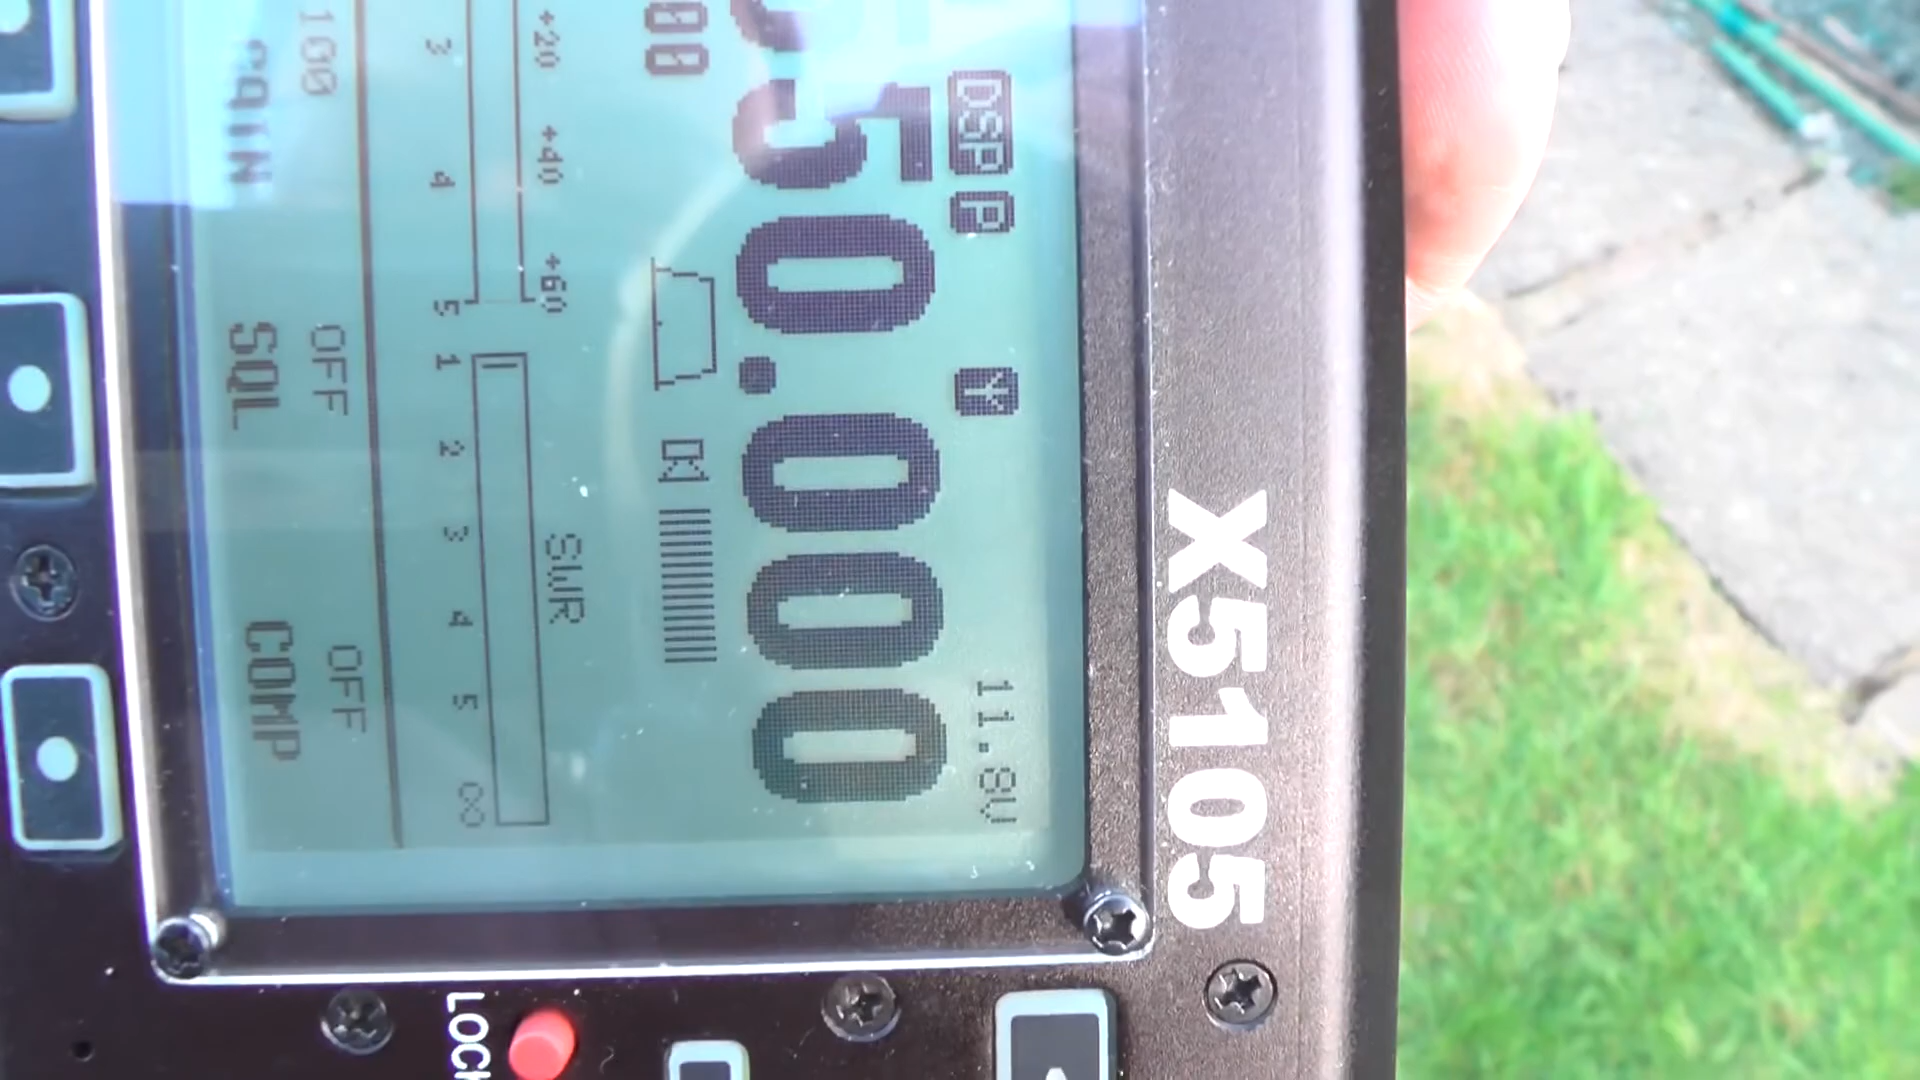 X5105
DSP P 11.8V
50.000
00
+20 +40 +60 SWR
3 4 5 1 2 3 4 5 ∞
100 OFF OFF
SQL COMP
LOCK